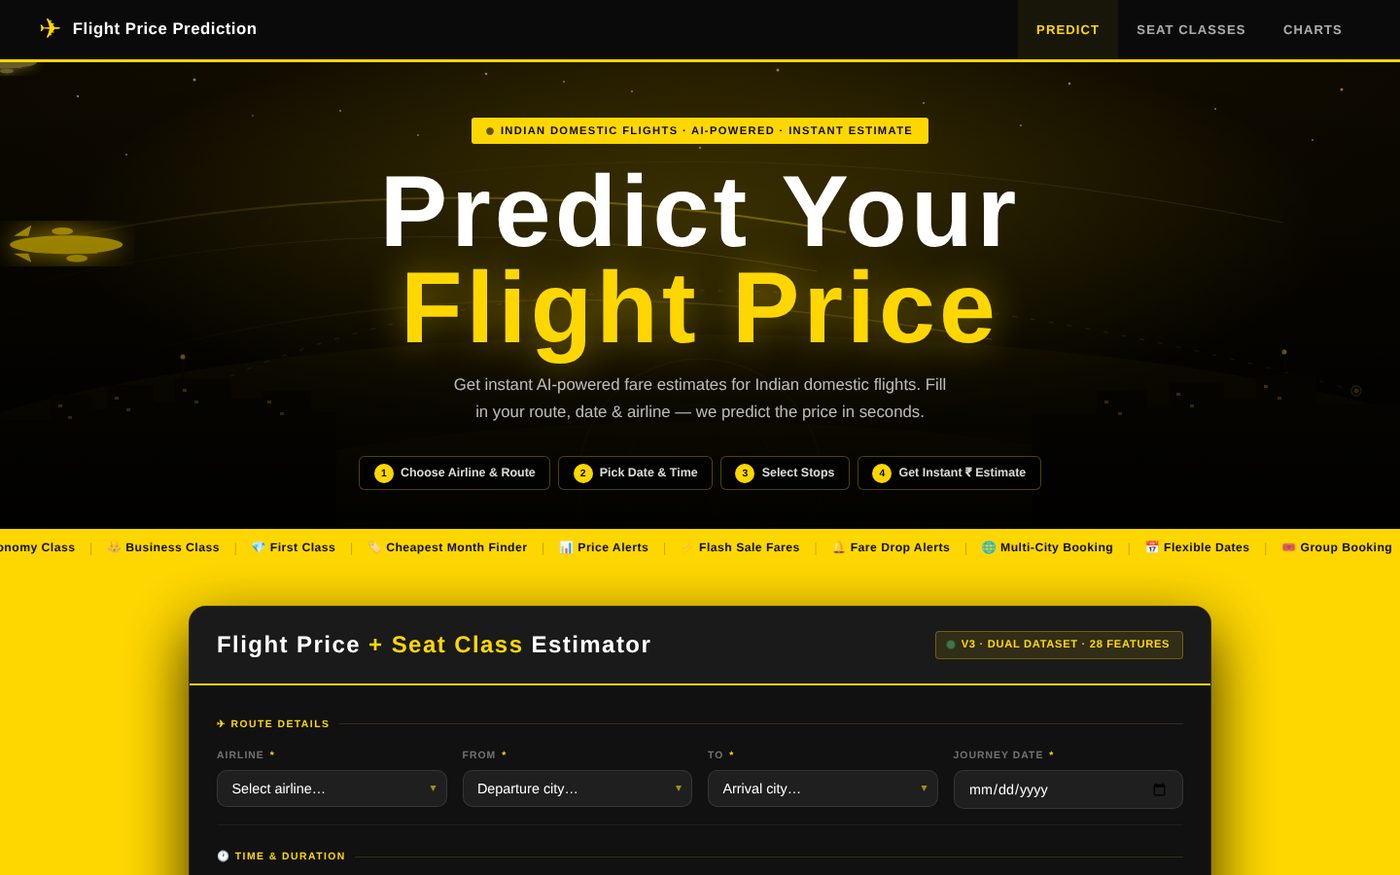 ✈ Flight Price Prediction
PREDICT
SEAT CLASSES
CHARTS
INDIAN DOMESTIC FLIGHTS · AI-POWERED · INSTANT ESTIMATE
Predict Your
Flight Price
Get instant AI-powered fare estimates for Indian domestic flights. Fill
in your route, date & airline — we predict the price in seconds.
1 Choose Airline & Route
2 Pick Date & Time
3 Select Stops
4 Get Instant ₹ Estimate
onomy Class | 👑 Business Class | 💎 First Class | 🏷️ Cheapest Month Finder | 📊 Price Alerts | ⚡ Flash Sale Fares | 🔔 Fare Drop Alerts | 🌐 Multi-City Booking | 📅 Flexible Dates | 🎟️ Group Booking
Flight Price + Seat Class Estimator
V3 · DUAL DATASET · 28 FEATURES
✈ ROUTE DETAILS
AIRLINE *
FROM *
TO *
JOURNEY DATE *
Select airline…
Departure city…
Arrival city…
mm/dd/yyyy
🕐 TIME & DURATION